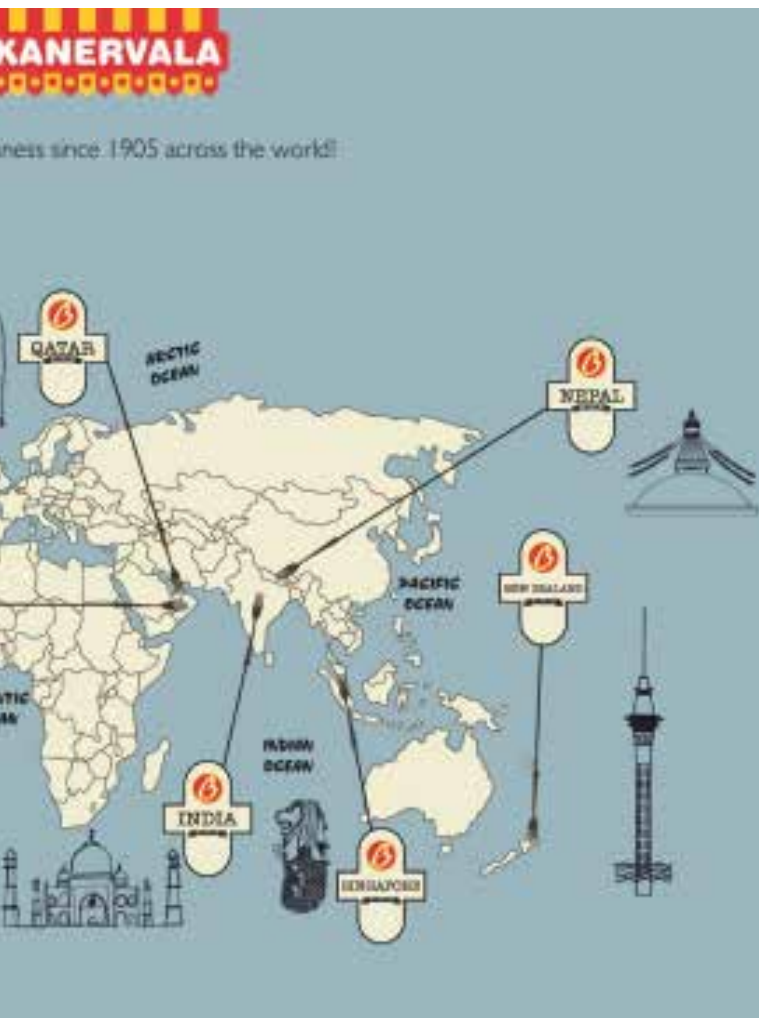 KANERVALA
ness since 1905 across the world!
QATAR
ARCTIC
OCEAN
NEPAL
PACIFIC
OCEAN
NEW ZEALAND
INDIAN
OCEAN
INDIA
SINGAPORE